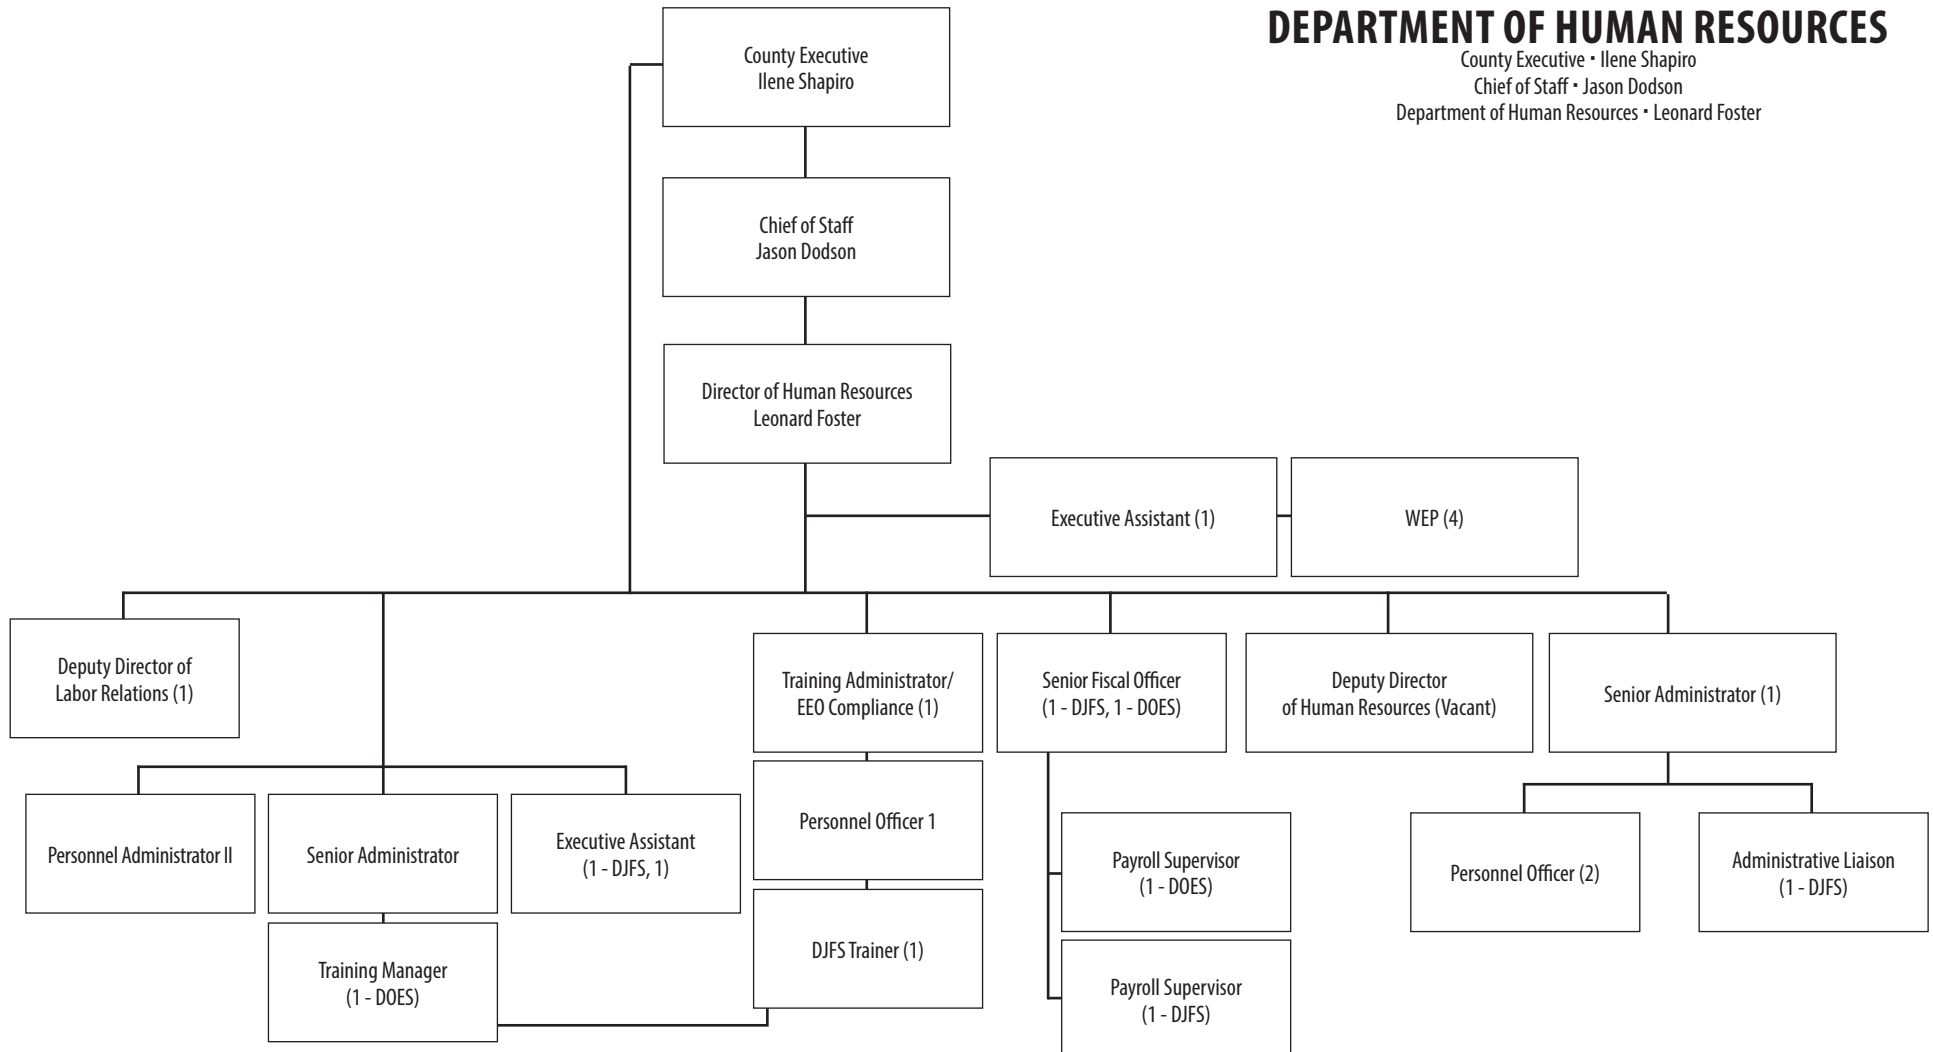 DEPARTMENT OF HUMAN RESOURCES
County Executive ▪ Ilene Shapiro
Chief of Staff ▪ Jason Dodson
Department of Human Resources ▪ Leonard Foster
County Executive
Ilene Shapiro
Chief of Staff
Jason Dodson
Director of Human Resources
Leonard Foster
Executive Assistant (1)
WEP (4)
Deputy Director of
Labor Relations (1)
Training Administrator/
EEO Compliance (1)
Senior Fiscal Officer
(1 - DJFS, 1 - DOES)
Deputy Director
of Human Resources (Vacant)
Senior Administrator (1)
Personnel Administrator II
Senior Administrator
Executive Assistant
(1 - DJFS, 1)
Personnel Officer 1
Payroll Supervisor
(1 - DOES)
Personnel Officer (2)
Administrative Liaison
(1 - DJFS)
Training Manager
(1 - DOES)
DJFS Trainer (1)
Payroll Supervisor
(1 - DJFS)